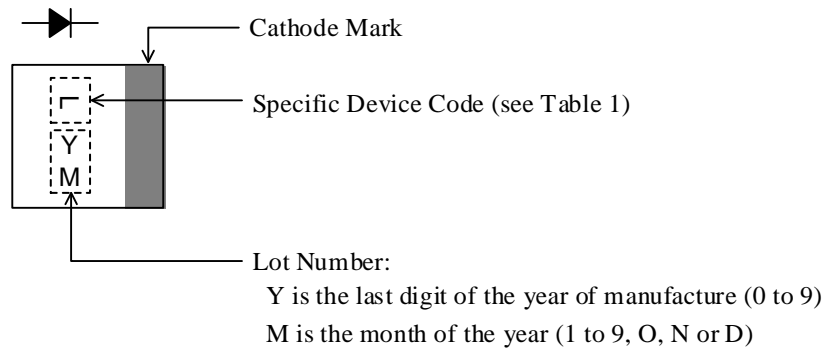 Cathode Mark
L
Specific Device Code (see Table 1)
Y
M
Lot Number:
Y is the last digit of the year of manufacture (0 to 9)
M is the month of the year (1 to 9, O, N or D)